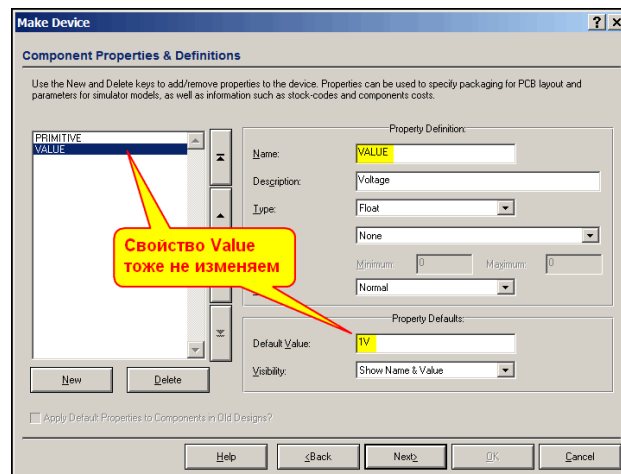 Make Device
Component Properties & Definitions
Use the New and Delete keys to add/remove properties to the device. Properties can be used to specify packaging for PCB layout and
parameters for simulator models, as well as information such as stock-codes and components costs.
PRIMITIVE
VALUE
Property Definition:
Name: VALUE
Description: Voltage
Type: Float
None
Minimum: 0 Maximum: 0
Normal
Свойство Value
тоже не изменяем
Property Defaults:
Default Value: 1V
Visibility: Show Name & Value
New Delete
Apply Default Properties to Components in Old Designs?
Help <Back Next> OK Cancel